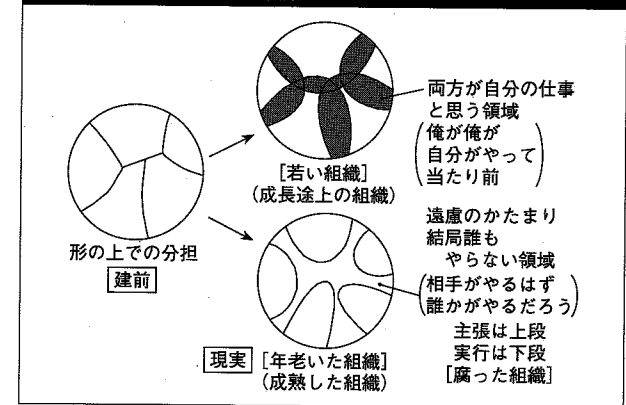 形の上での分担
建前
[若い組織]
(成長途上の組織)
両方が自分の仕事
と思う領域
(俺が俺が
自分がやって
当たり前)
現実 [年老いた組織]
(成熟した組織)
遠慮のかたまり
結局誰も
やらない領域
(相手がやるはず
誰かがやるだろう)
主張は上段
実行は下段
[腐った組織]